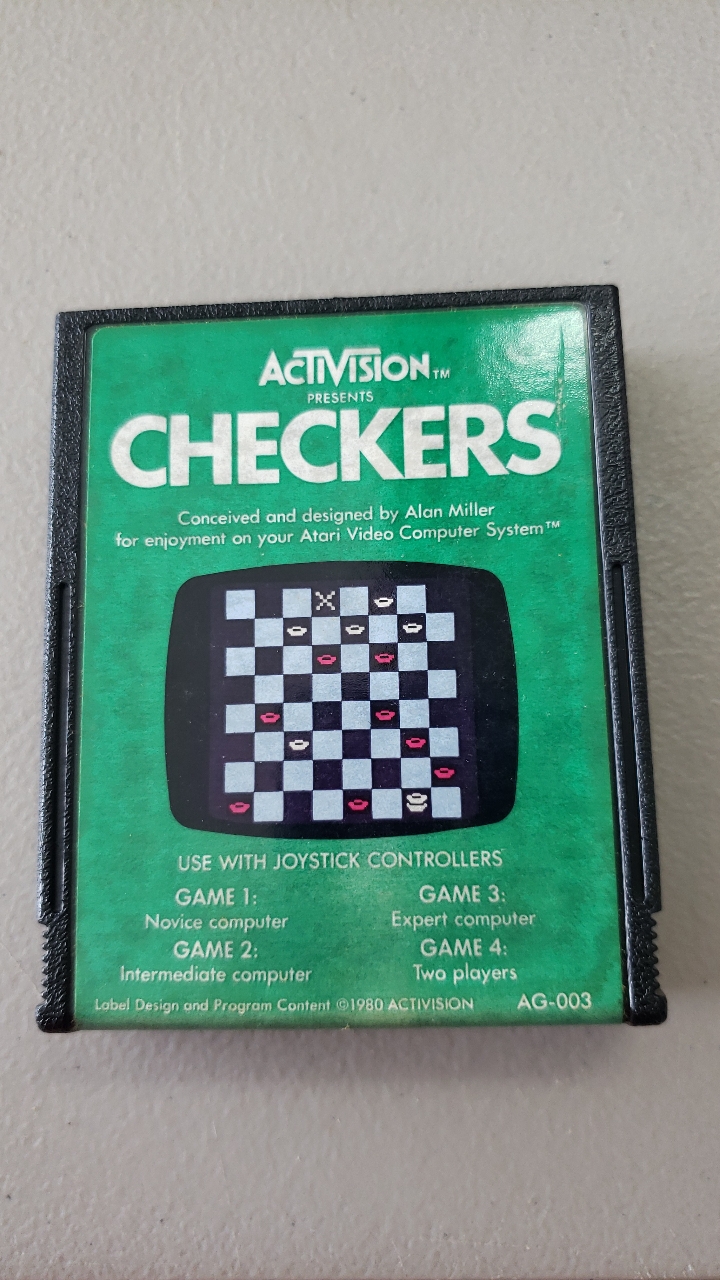 ACTIVISION™
PRESENTS
CHECKERS
Conceived and designed by Alan Miller
for enjoyment on your Atari Video Computer System™
USE WITH JOYSTICK CONTROLLERS
GAME 1:
Novice computer
GAME 2:
Intermediate computer
GAME 3:
Expert computer
GAME 4:
Two players
Label Design and Program Content ©1980 ACTIVISION
AG-003